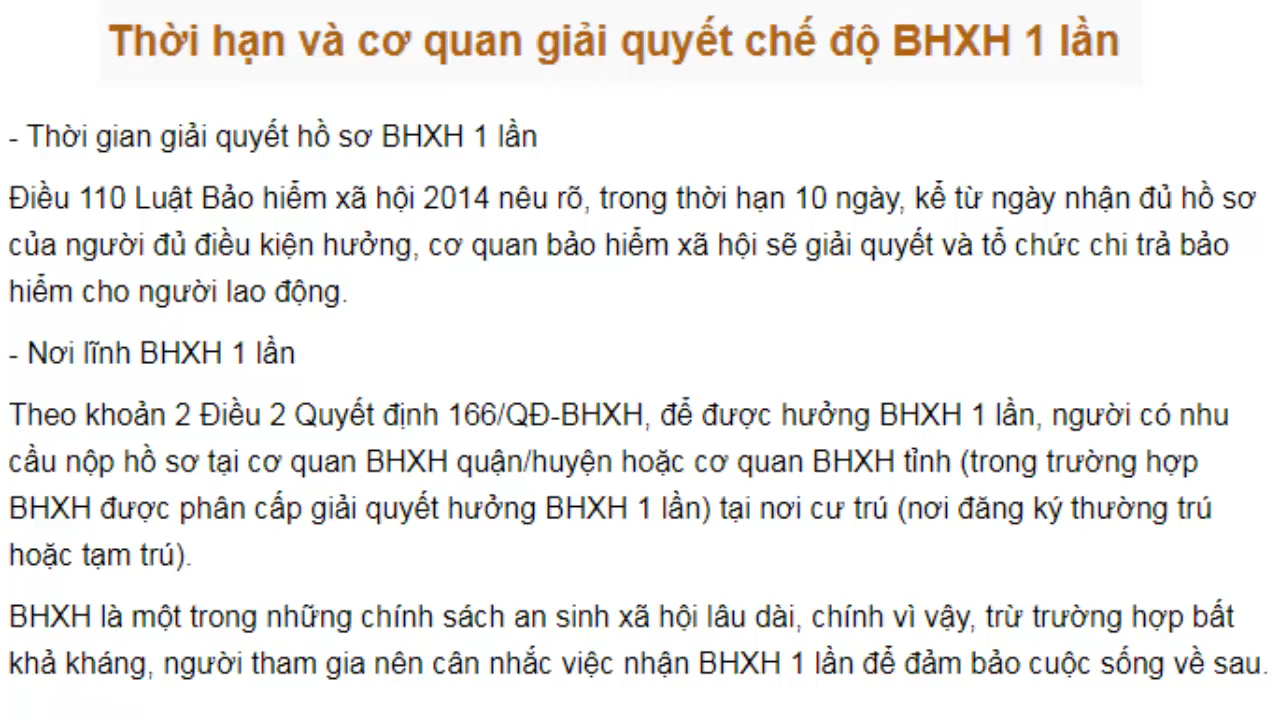 Thời hạn và cơ quan giải quyết chế độ BHXH 1 lần
- Thời gian giải quyết hồ sơ BHXH 1 lần
Điều 110 Luật Bảo hiểm xã hội 2014 nêu rõ, trong thời hạn 10 ngày, kể từ ngày nhận đủ hồ sơ
của người đủ điều kiện hưởng, cơ quan bảo hiểm xã hội sẽ giải quyết và tổ chức chi trả bảo
hiểm cho người lao động.
- Nơi lĩnh BHXH 1 lần
Theo khoản 2 Điều 2 Quyết định 166/QĐ-BHXH, để được hưởng BHXH 1 lần, người có nhu
cầu nộp hồ sơ tại cơ quan BHXH quận/huyện hoặc cơ quan BHXH tỉnh (trong trường hợp
BHXH được phân cấp giải quyết hưởng BHXH 1 lần) tại nơi cư trú (nơi đăng ký thường trú
hoặc tạm trú).
BHXH là một trong những chính sách an sinh xã hội lâu dài, chính vì vậy, trừ trường hợp bất
khả kháng, người tham gia nên cân nhắc việc nhận BHXH 1 lần để đảm bảo cuộc sống về sau.